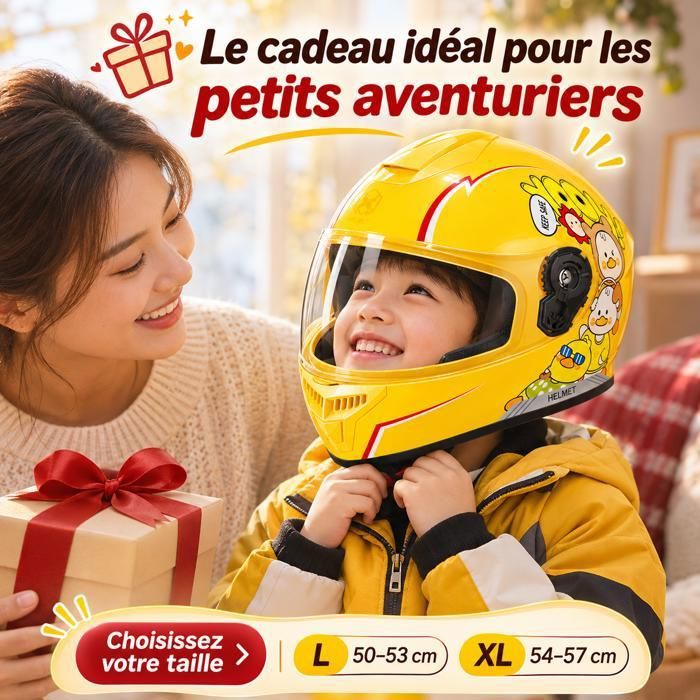 Le cadeau idéal pour les
petits aventuriers
KEEP SAFE
HELMET
Choisissez
votre taille
L 50–53 cm
XL 54–57 cm